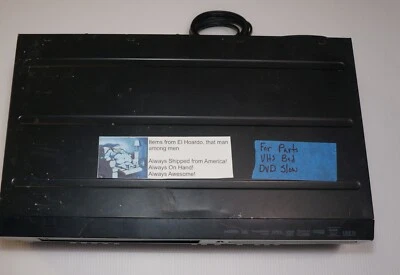 Items from El Hoardo, that man
among men
Always Shipped from America!
Always On Hand!
Always Awesome!
For Parts
VHS Bad
DVD Slow